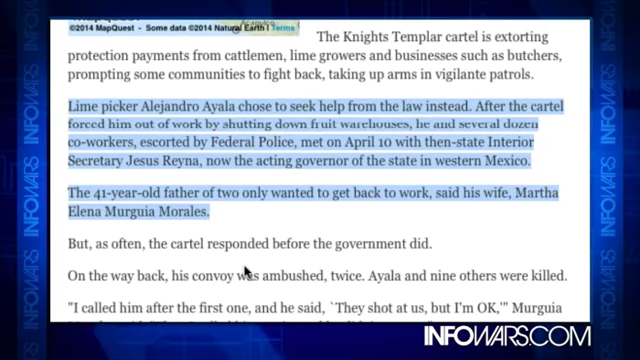 ©2014 MapQuest - Some data ©2014 Natural Earth | Terms
The Knights Templar cartel is extorting
protection payments from cattlemen, lime growers and businesses such as butchers,
prompting some communities to fight back, taking up arms in vigilante patrols.
Lime picker Alejandro Ayala chose to seek help from the law instead. After the cartel
forced him out of work by shutting down fruit warehouses, he and several dozen
co-workers, escorted by Federal Police, met on April 10 with then-state Interior
Secretary Jesus Reyna, now the acting governor of the state in western Mexico.
The 41-year-old father of two only wanted to get back to work, said his wife, Martha
Elena Murguia Morales.
But, as often, the cartel responded before the government did.
On the way back, his convoy was ambushed, twice. Ayala and nine others were killed.
"I called him after the first one, and he said, `They shot at us, but I'm OK,'" Murguia
INFOWARS.COM
INFOWARS
INFOWARS
INFOWARS
INFOWARS